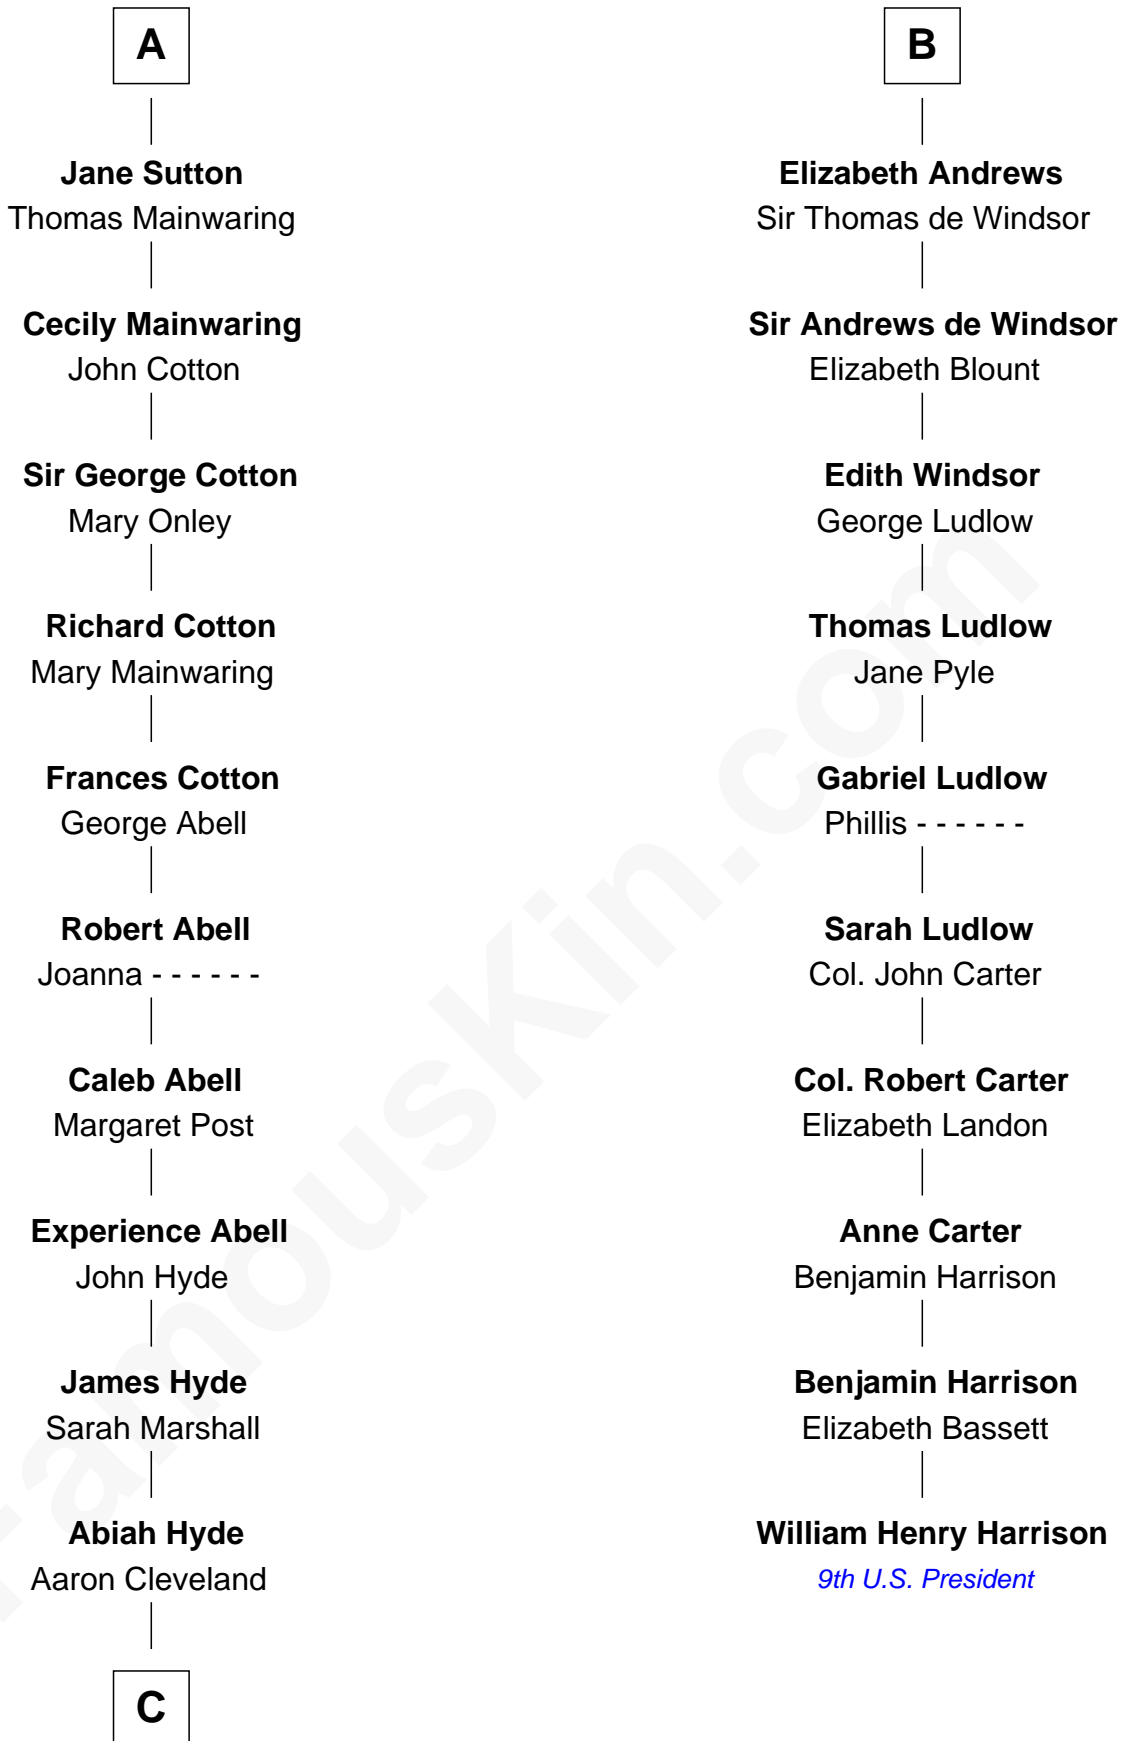 A
Jane Sutton
Thomas Mainwaring
Cecily Mainwaring
John Cotton
Sir George Cotton
Mary Onley
Richard Cotton
Mary Mainwaring
Frances Cotton
George Abell
Robert Abell
Joanna - - - - - -
Caleb Abell
Margaret Post
Experience Abell
John Hyde
James Hyde
Sarah Marshall
Abiah Hyde
Aaron Cleveland
C
B
Elizabeth Andrews
Sir Thomas de Windsor
Sir Andrews de Windsor
Elizabeth Blount
Edith Windsor
George Ludlow
Thomas Ludlow
Jane Pyle
Gabriel Ludlow
Phillis - - - - - -
Sarah Ludlow
Col. John Carter
Col. Robert Carter
Elizabeth Landon
Anne Carter
Benjamin Harrison
Benjamin Harrison
Elizabeth Bassett
William Henry Harrison
9th U.S. President
FamousKin.com